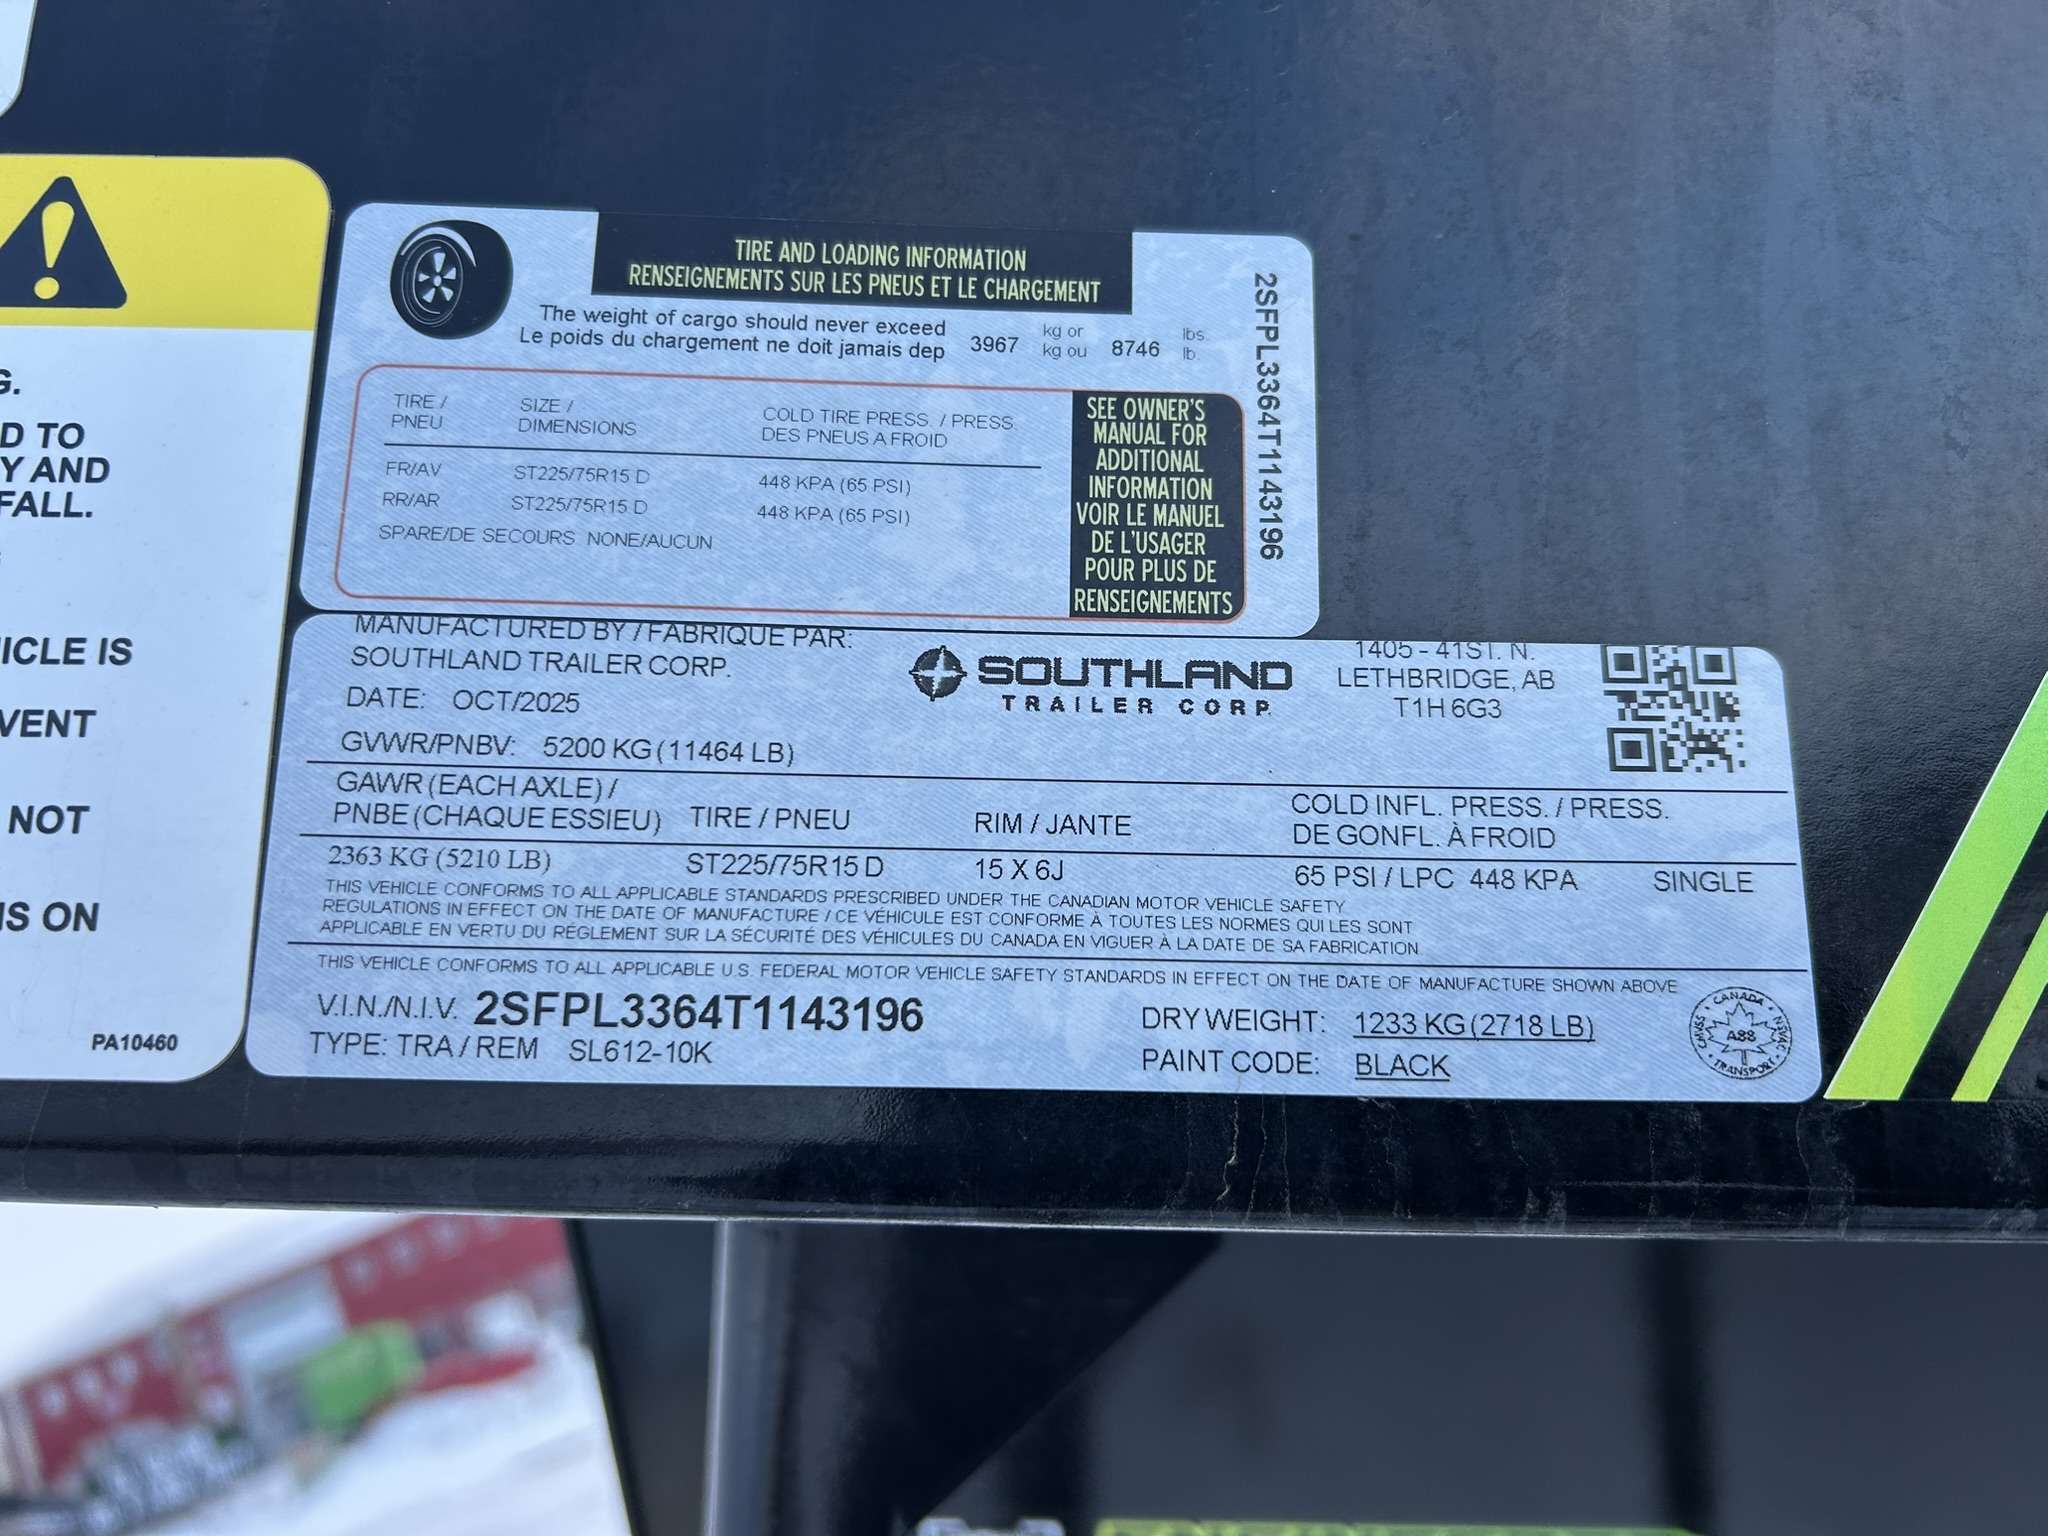 G.
D TO
Y AND
FALL.
HICLE IS
VENT
NOT
IS ON
PA10460
TIRE AND LOADING INFORMATION
RENSEIGNEMENTS SUR LES PNEUS ET LE CHARGEMENT
The weight of cargo should never exceed
Le poids du chargement ne doit jamais dep
3967 kg or kg ou 8746 lbs. lb.
TIRE / PNEU
SIZE / DIMENSIONS
COLD TIRE PRESS. / PRESS. DES PNEUS A FROID
FR/AV ST225/75R15 D 448 KPA (65 PSI)
RR/AR ST225/75R15 D 448 KPA (65 PSI)
SPARE/DE SECOURS NONE/AUCUN
SEE OWNER'S
MANUAL FOR
ADDITIONAL
INFORMATION
VOIR LE MANUEL
DE L'USAGER
POUR PLUS DE
RENSEIGNEMENTS
2SFPL3364T1143196
MANUFACTURED BY / FABRIQUE PAR:
SOUTHLAND TRAILER CORP.
DATE: OCT/2025
GVWR/PNBV: 5200 KG (11464 LB)
SOUTHLAND
TRAILER CORP.
1405 - 41ST. N.
LETHBRIDGE, AB
T1H 6G3
GAWR (EACH AXLE) /
PNBE (CHAQUE ESSIEU) TIRE / PNEU RIM / JANTE
COLD INFL. PRESS. / PRESS.
DE GONFL. À FROID
2363 KG (5210 LB) ST225/75R15 D 15 X 6J 65 PSI / LPC 448 KPA SINGLE
THIS VEHICLE CONFORMS TO ALL APPLICABLE STANDARDS PRESCRIBED UNDER THE CANADIAN MOTOR VEHICLE SAFETY
REGULATIONS IN EFFECT ON THE DATE OF MANUFACTURE / CE VÉHICULE EST CONFORME À TOUTES LES NORMES QUI LES SONT
APPLICABLE EN VERTU DU RÉGLEMENT SUR LA SÉCURITÉ DES VÉHICULES DU CANADA EN VIGUER À LA DATE DE SA FABRICATION
THIS VEHICLE CONFORMS TO ALL APPLICABLE U.S. FEDERAL MOTOR VEHICLE SAFETY STANDARDS IN EFFECT ON THE DATE OF MANUFACTURE SHOWN ABOVE
V.I.N./N.I.V. 2SFPL3364T1143196
TYPE: TRA / REM SL612-10K
DRY WEIGHT: 1233 KG (2718 LB)
PAINT CODE: BLACK
CANADA
CMVSS
NSVAC
A88
TRANSPORT